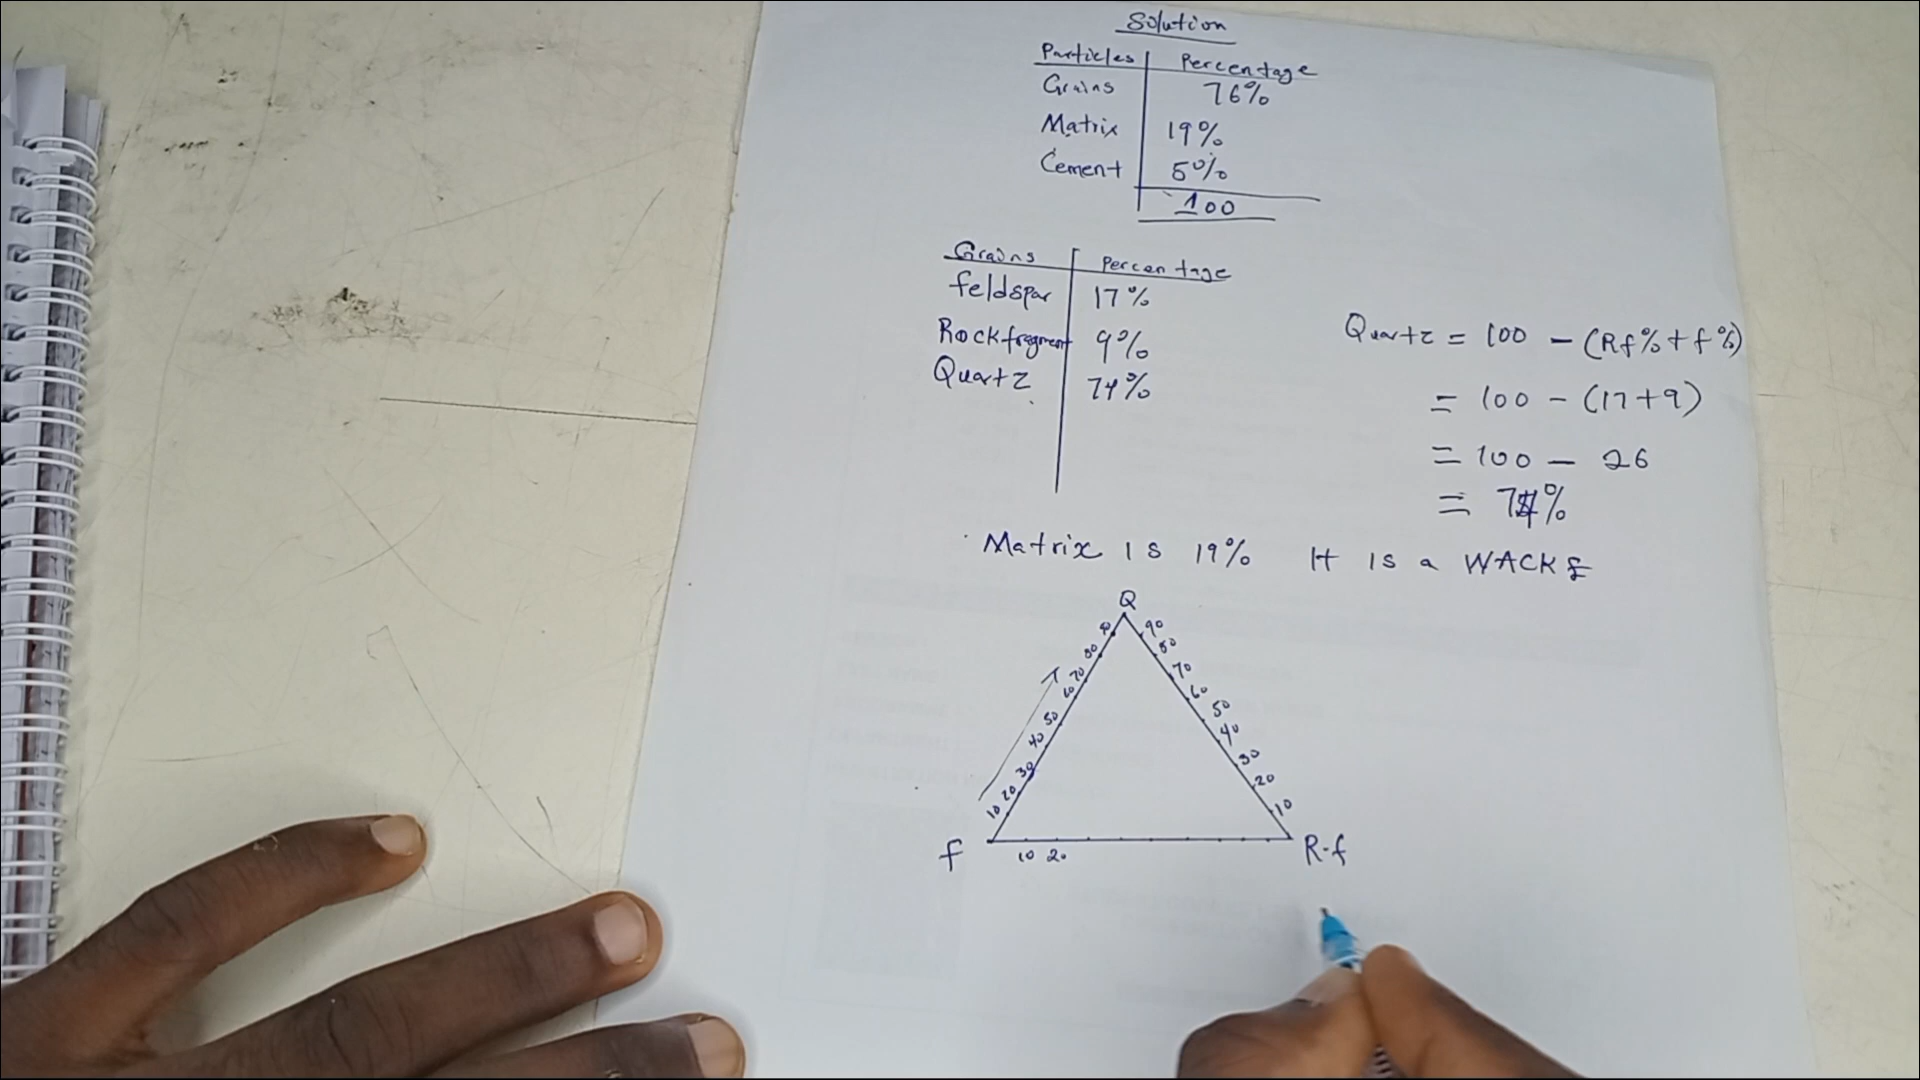 Solution
Particles Percentage
Grains 76%
Matrix 19%
Cement 5%
100
Grains Percentage
feldspar 17%
Rock fragment 9%
Quartz 74%
Quartz = 100 - (Rf% + f%)
= 100 - (17+9)
= 100 - 26
= 74%
Matrix is 19% It is a WACKE
Q
90 90
80 80
70 70
60 60
50 50
40 40
30 30
20 20
10 10
f 10 20 R.f